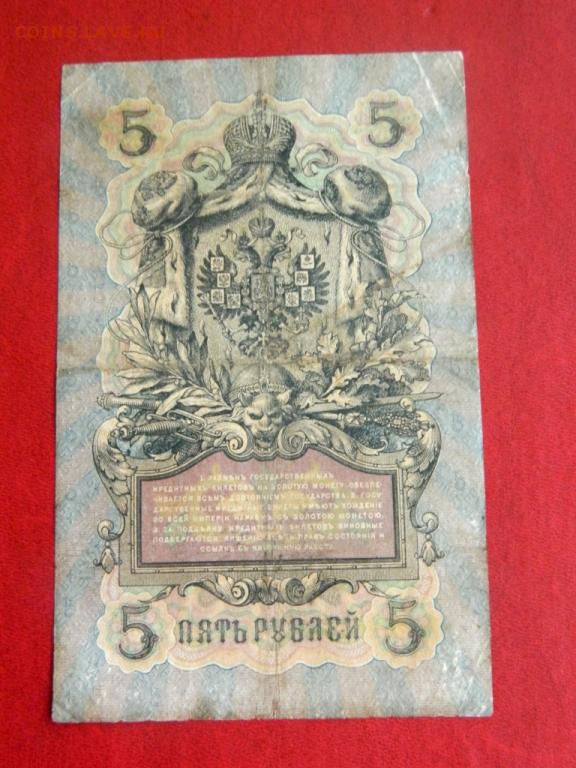 COINSLAVE.RU
5 5
1. РАЗМѢНЪ ГОСУДАРСТВЕННЫХЪ
КРЕДИТНЫХЪ БИЛЕТОВЪ НА ЗОЛОТУЮ МОНЕТУ ОБЕЗПЕ-
ЧИВАЕТСЯ ВСѢМЪ ДОСТОЯНІЕМЪ ГОСУДАРСТВА. 2. ГОСУ-
ДАРСТВЕННЫЕ КРЕДИТНЫЕ БИЛЕТЫ ИМѢЮТЪ ХОЖДЕНІЕ
ВО ВСЕЙ ИМПЕРІИ НАРАВНѢ СЪ ЗОЛОТОЮ МОНЕТОЮ.
3. ЗА ПОДДѢЛКУ КРЕДИТНЫХЪ БИЛЕТОВЪ ВИНОВНЫЕ
ПОДВЕРГАЮТСЯ ЛИШЕНІЮ ВСѢХЪ ПРАВЪ СОСТОЯНІЯ И
ССЫЛКѢ ВЪ КАТОРЖНУЮ РАБОТУ.
5 ПЯТЬ РУБЛЕЙ 5